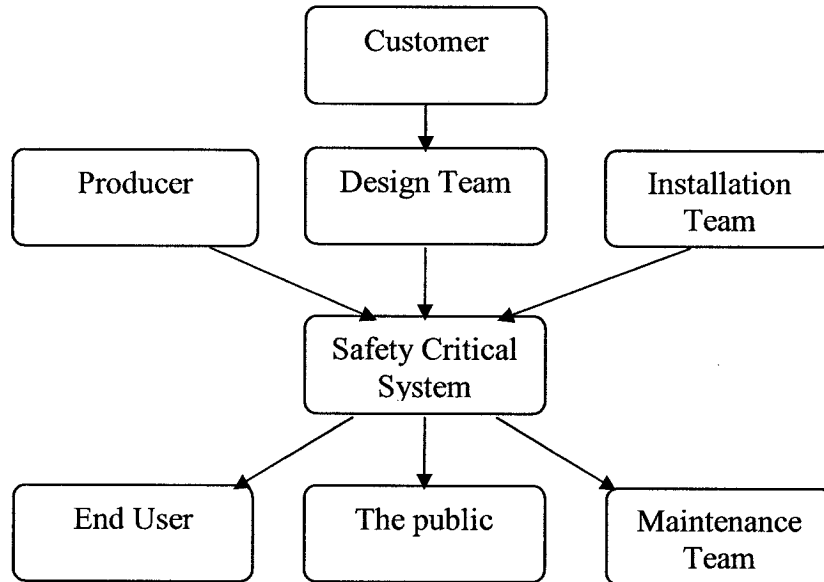 Customer
Producer
Design Team
Installation
Team
Safety Critical
System
End User
The public
Maintenance
Team